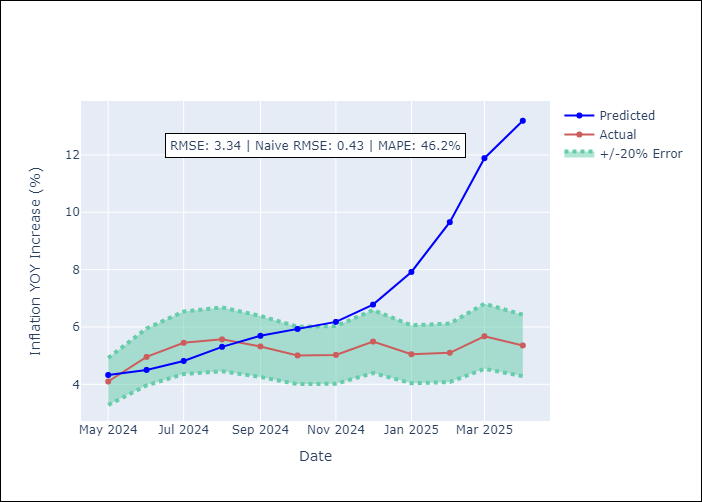 RMSE: 3.34 | Naive RMSE: 0.43 | MAPE: 46.2%
Predicted
Actual
+/-20% Error
Inflation YOY Increase (%)
12
10
8
6
4
May 2024
Jul 2024
Sep 2024
Nov 2024
Jan 2025
Mar 2025
Date